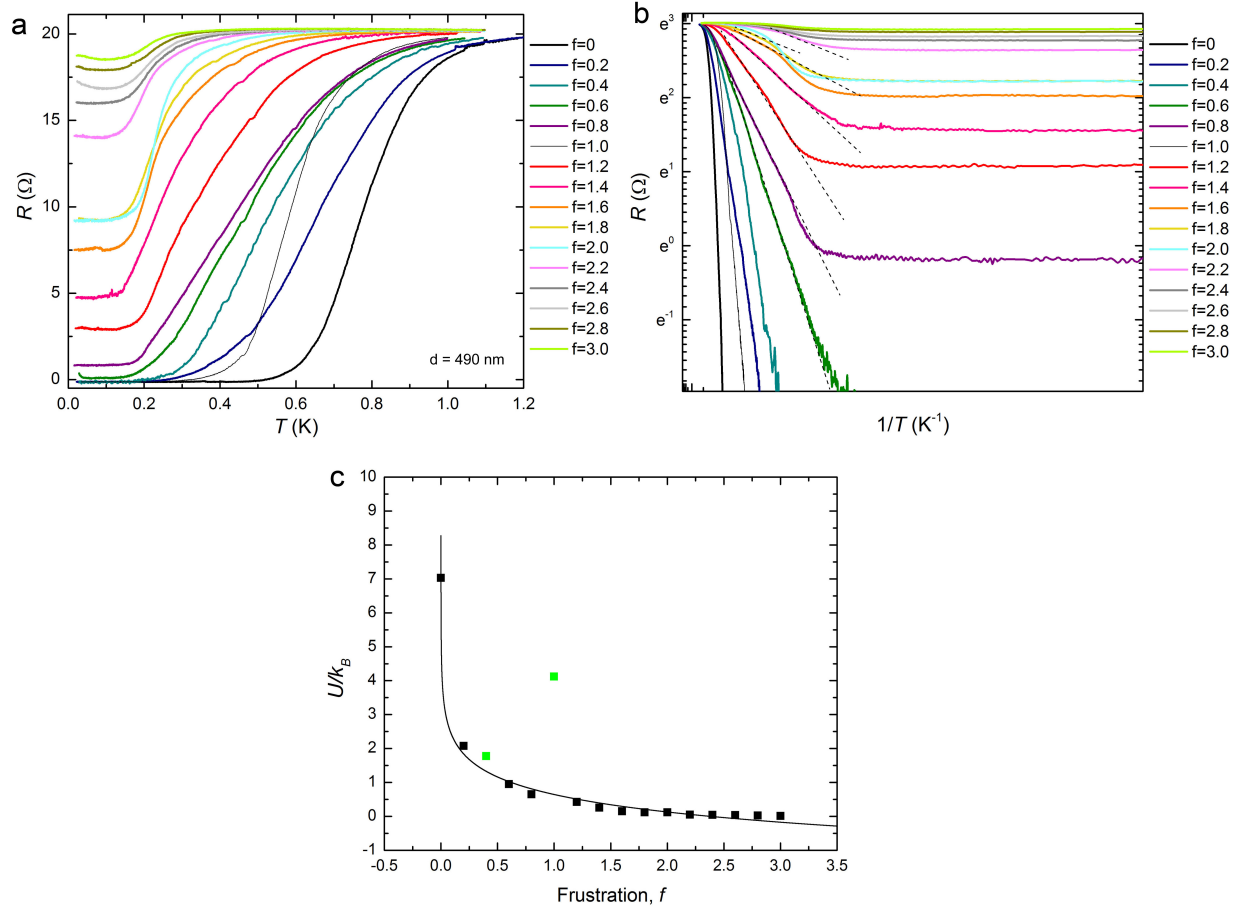 a
20
15
10
5
0
R (Ω)
0.0 0.2 0.4 0.6 0.8 1.0 1.2
T (K)
d = 490 nm
f=0
f=0.2
f=0.4
f=0.6
f=0.8
f=1.0
f=1.2
f=1.4
f=1.6
f=1.8
f=2.0
f=2.2
f=2.4
f=2.6
f=2.8
f=3.0
b
e³
e²
e¹
e⁰
e⁻¹
R (Ω)
1/T (K⁻¹)
f=0
f=0.2
f=0.4
f=0.6
f=0.8
f=1.0
f=1.2
f=1.4
f=1.6
f=1.8
f=2.0
f=2.2
f=2.4
f=2.6
f=2.8
f=3.0
c
10
9
8
7
6
5
4
3
2
1
0
-1
U/k_B
-0.5 0.0 0.5 1.0 1.5 2.0 2.5 3.0 3.5
Frustration, f